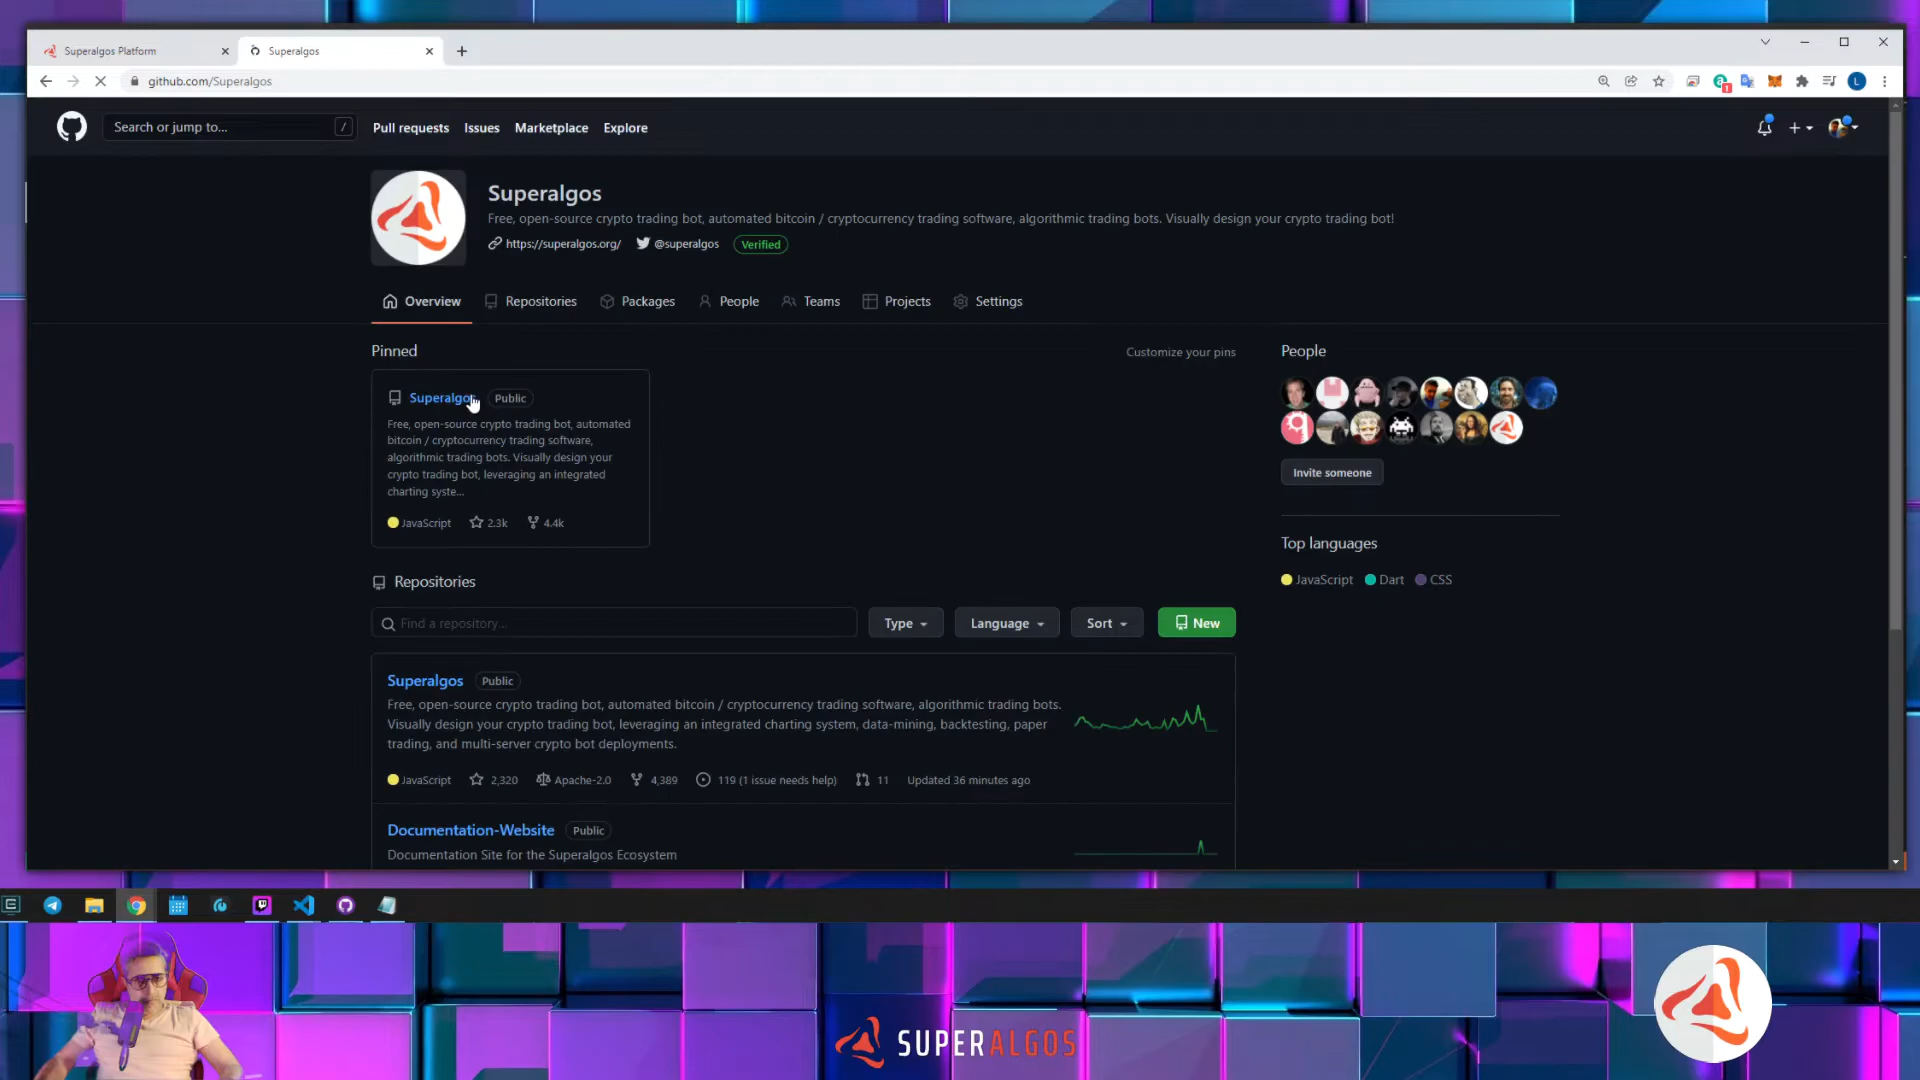 Superalgos Platform
Superalgos
github.com/Superalgos
1
L
Search or jump to...
/
Pull requests
Issues
Marketplace
Explore
Superalgos
Free, open-source crypto trading bot, automated bitcoin / cryptocurrency trading software, algorithmic trading bots. Visually design your crypto trading bot!
https://superalgos.org/
@superalgos
Verified
Overview
Repositories
Packages
People
Teams
Projects
Settings
Pinned
Customize your pins
People
Superalgos
Public
Free, open-source crypto trading bot, automated
bitcoin / cryptocurrency trading software,
algorithmic trading bots. Visually design your
crypto trading bot, leveraging an integrated
charting syste...
JavaScript
2.3k
4.4k
Invite someone
Top languages
JavaScript
Dart
CSS
Repositories
Find a repository...
Type
Language
Sort
New
Superalgos
Public
Free, open-source crypto trading bot, automated bitcoin / cryptocurrency trading software, algorithmic trading bots.
Visually design your crypto trading bot, leveraging an integrated charting system, data-mining, backtesting, paper
trading, and multi-server crypto bot deployments.
JavaScript
2,320
Apache-2.0
4,389
119 (1 issue needs help)
11
Updated 36 minutes ago
Documentation-Website
Public
Documentation Site for the Superalgos Ecosystem
SUPERALGOS